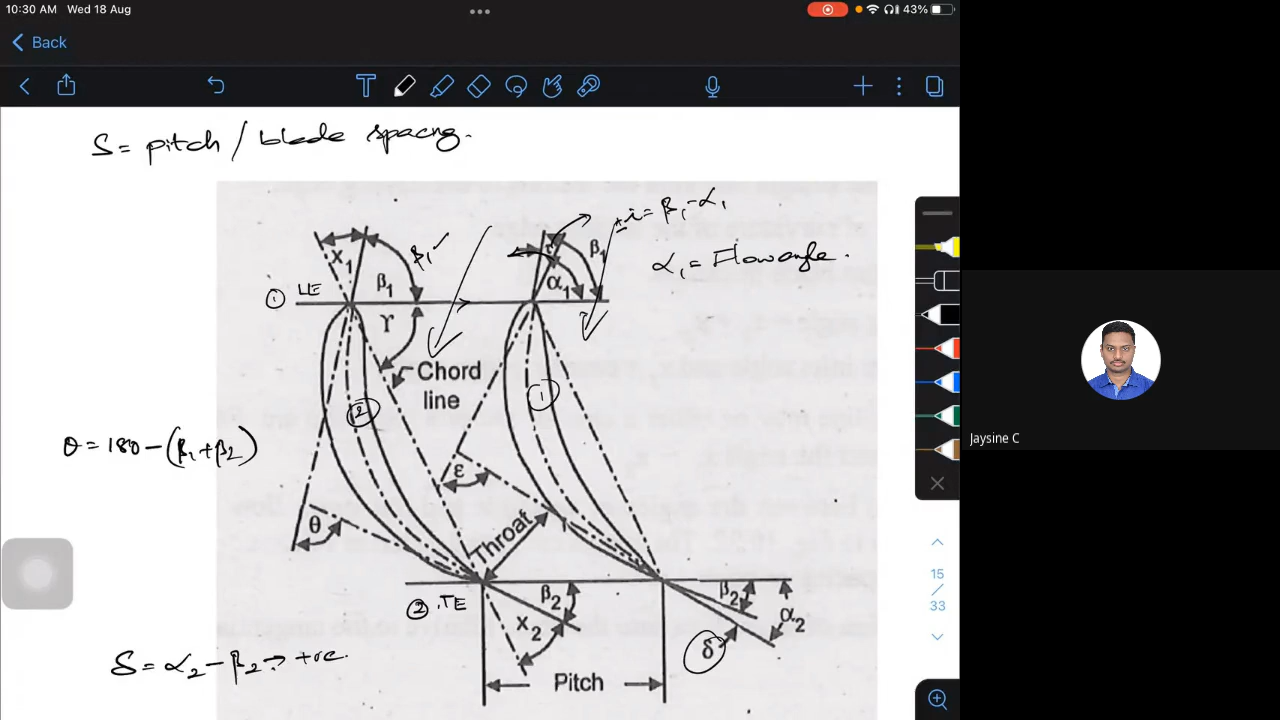 10:30 AM Wed 18 Aug
43%
Back
T
S = pitch / blade spacing.
±i = β₁-α₁
α₁ = Flow angle.
X₁
β₁
β₁
i
β₁
α₁
① LE
γ
Chord
line
②
①
θ = 180 - (β₁+β₂)
ε
θ
Throat
② .TE
β₂
X₂
β₂
α₂
δ
δ = α₂ - β₂ → +ve.
Pitch
15
/
33
Jaysine C